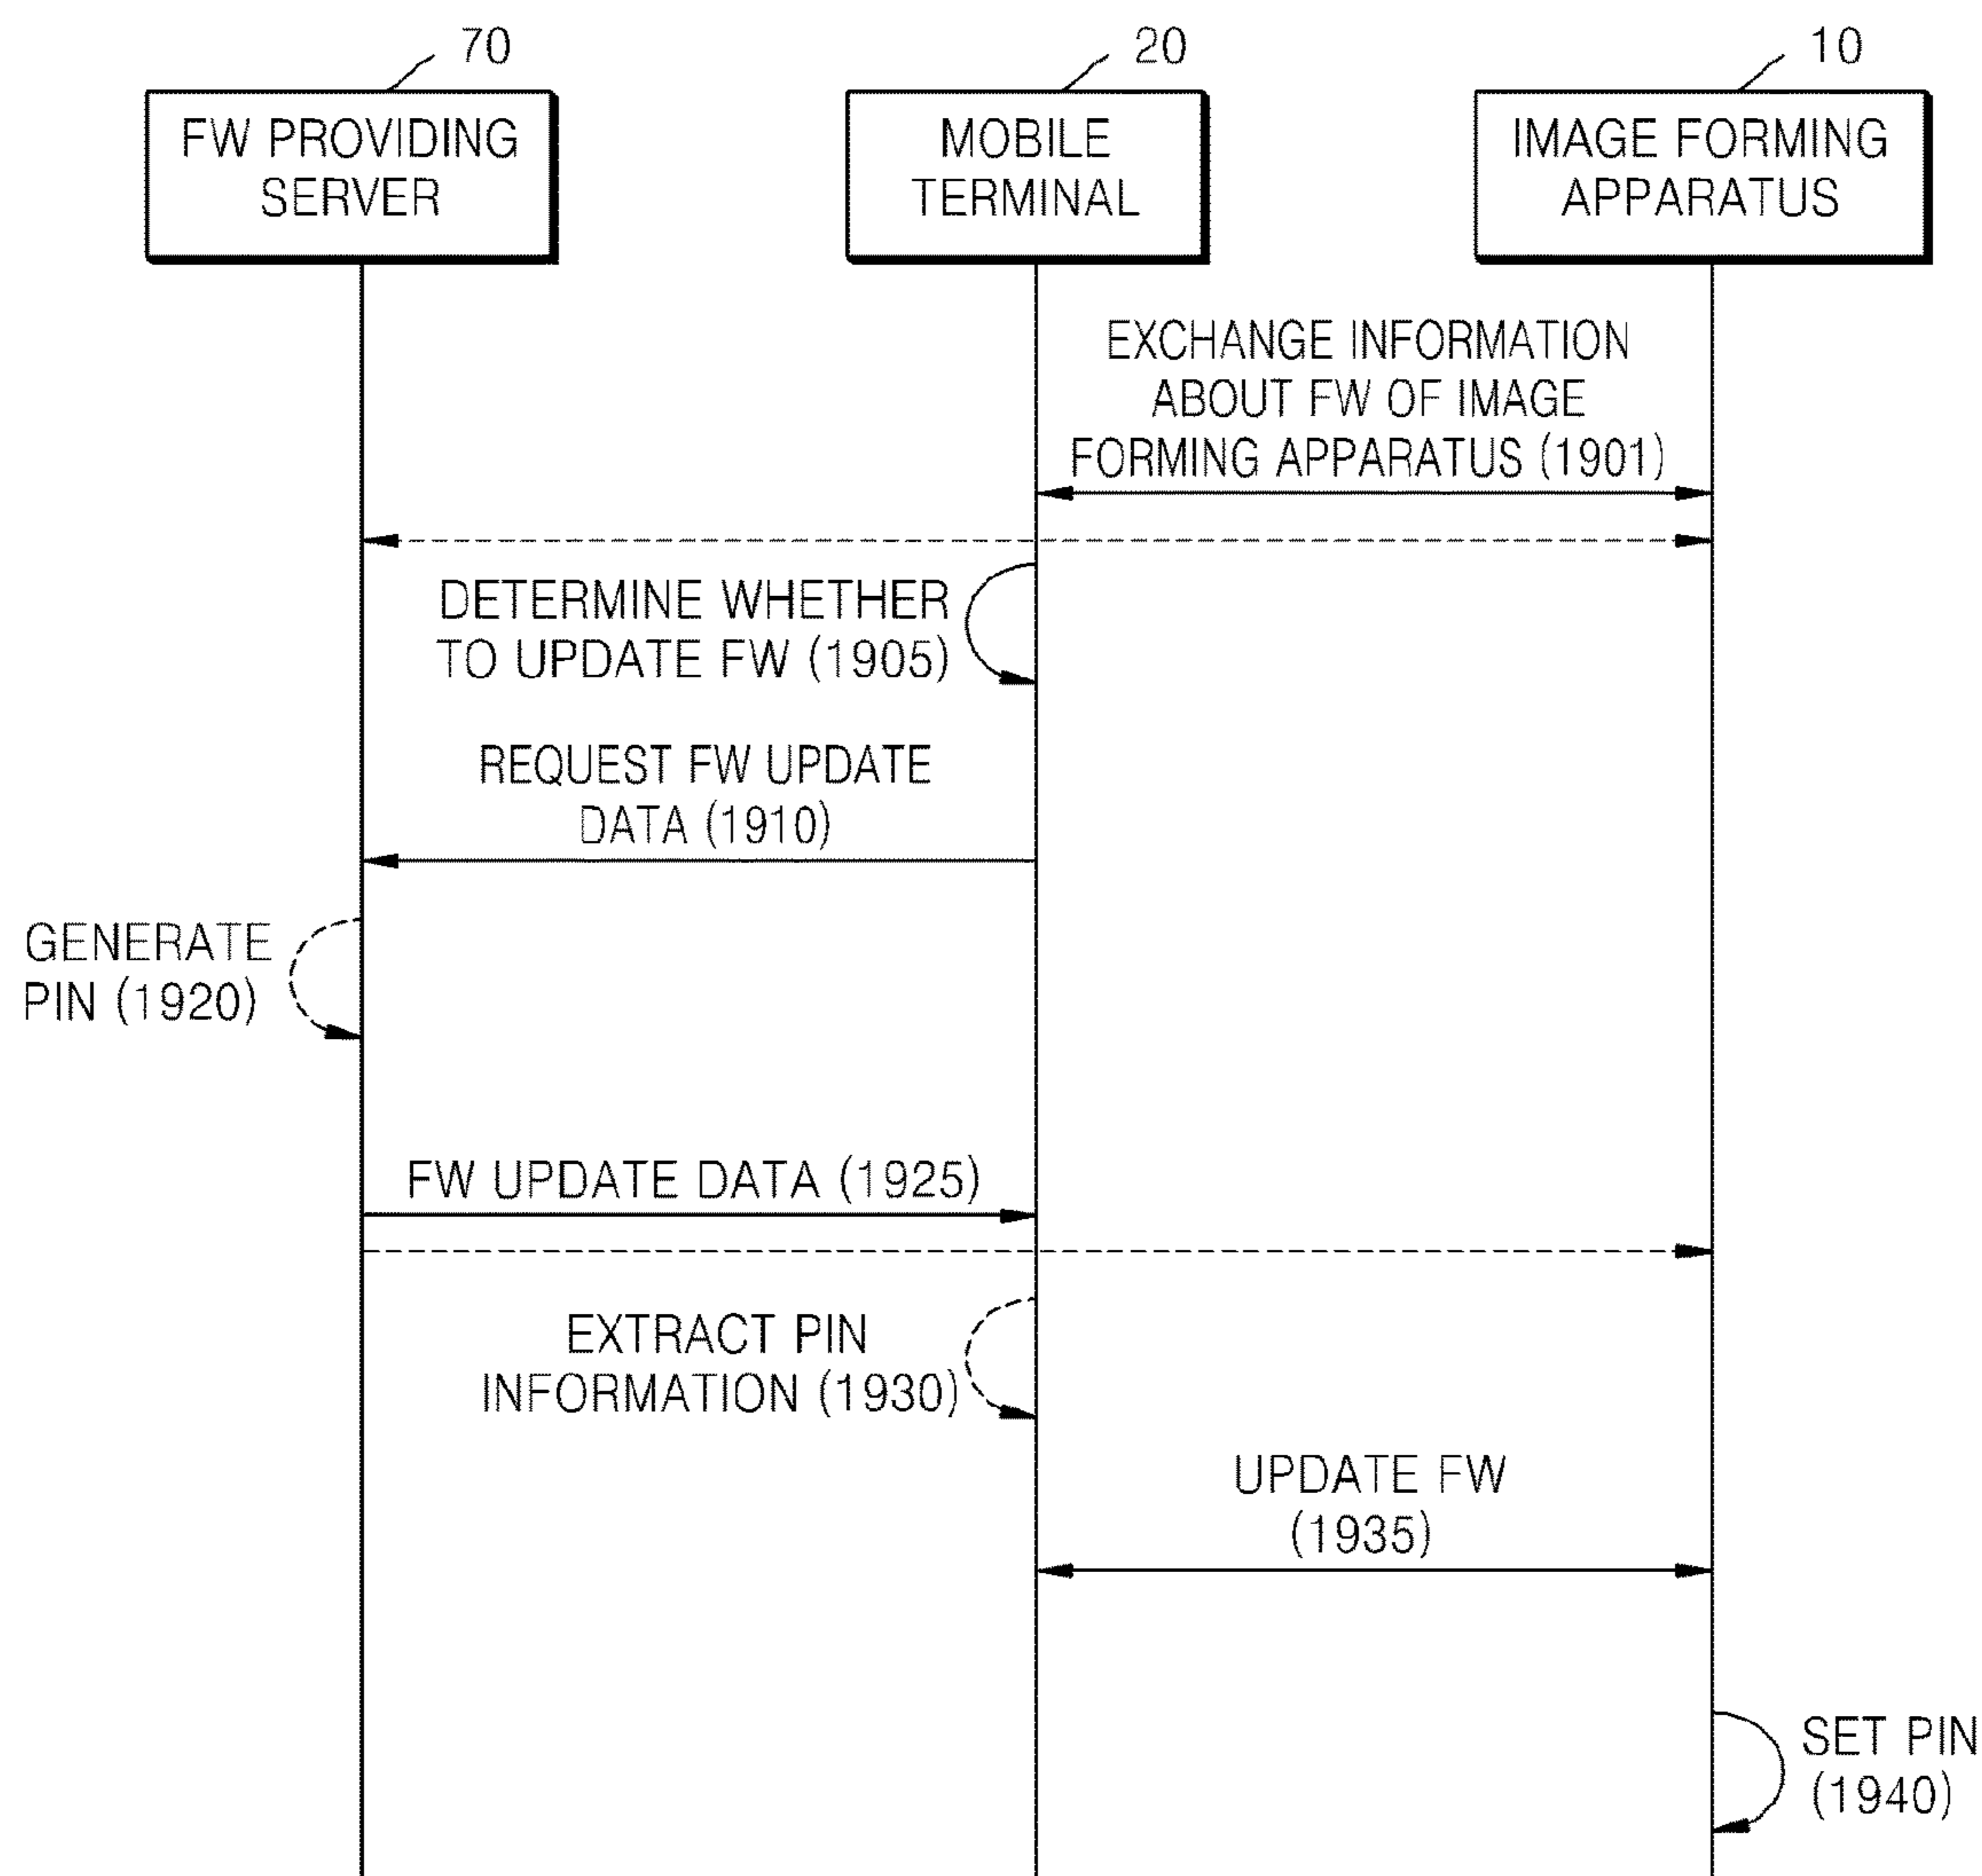 70
20
10
FW PROVIDING
SERVER
MOBILE
TERMINAL
IMAGE FORMING
APPARATUS
EXCHANGE INFORMATION
ABOUT FW OF IMAGE
FORMING APPARATUS (1901)
DETERMINE WHETHER
TO UPDATE FW (1905)
REQUEST FW UPDATE
DATA (1910)
GENERATE
PIN (1920)
FW UPDATE DATA (1925)
EXTRACT PIN
INFORMATION (1930)
UPDATE FW
(1935)
SET PIN
(1940)